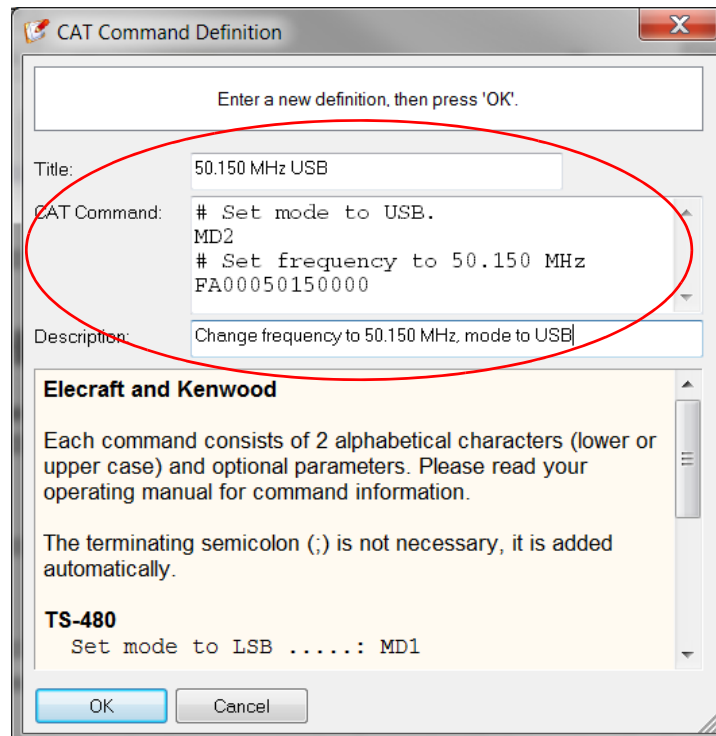 CAT Command Definition
Enter a new definition, then press 'OK'.
Title:
50.150 MHz USB
CAT Command:
# Set mode to USB.
MD2
# Set frequency to 50.150 MHz
FA00050150000
Description:
Change frequency to 50.150 MHz, mode to USB
Elecraft and Kenwood
Each command consists of 2 alphabetical characters (lower or
upper case) and optional parameters. Please read your
operating manual for command information.
The terminating semicolon (;) is not necessary, it is added
automatically.
TS-480
Set mode to LSB .....: MD1
OK
Cancel